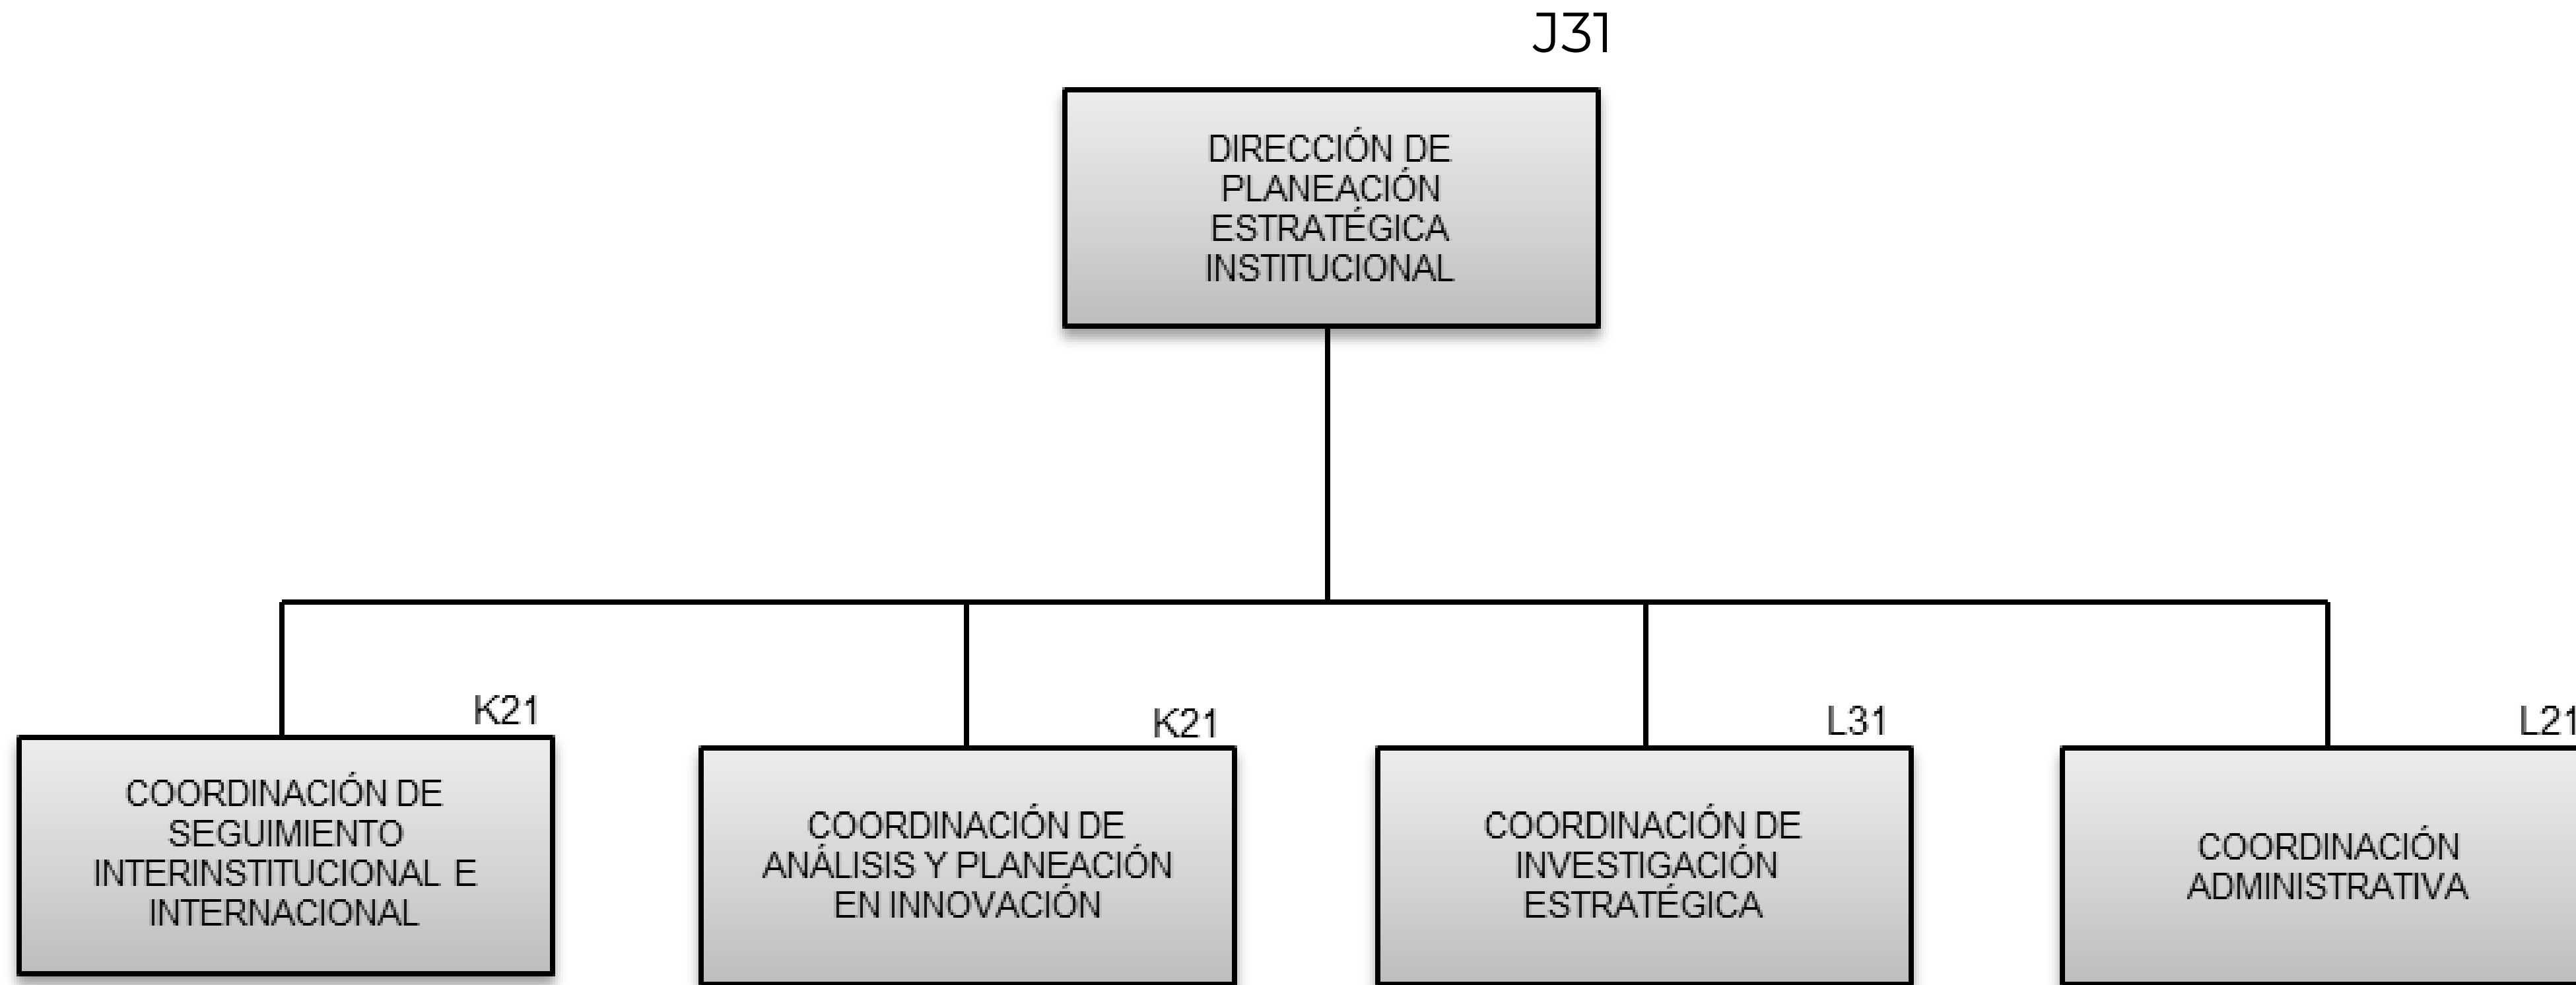 J31
DIRECCIÓN DE
PLANEACIÓN
ESTRATÉGICA
INSTITUCIONAL
K21
COORDINACIÓN DE
SEGUIMIENTO
INTERINSTITUCIONAL E
INTERNACIONAL
K21
COORDINACIÓN DE
ANÁLISIS Y PLANEACIÓN
EN INNOVACIÓN
L31
COORDINACIÓN DE
INVESTIGACIÓN
ESTRATÉGICA
L21
COORDINACIÓN
ADMINISTRATIVA